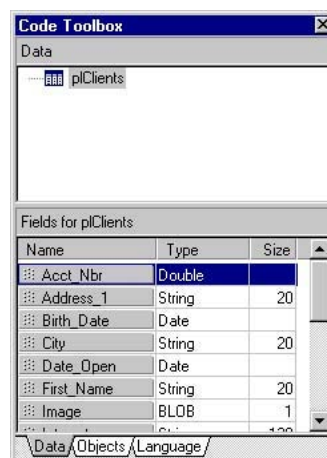 Code Toolbox
Data
plClients
Fields for plClients
Name Type Size
Acct_Nbr Double
Address_1 String 20
Birth_Date Date
City String 20
Date_Open Date
First_Name String 20
Image BLOB 1
Data Objects Language